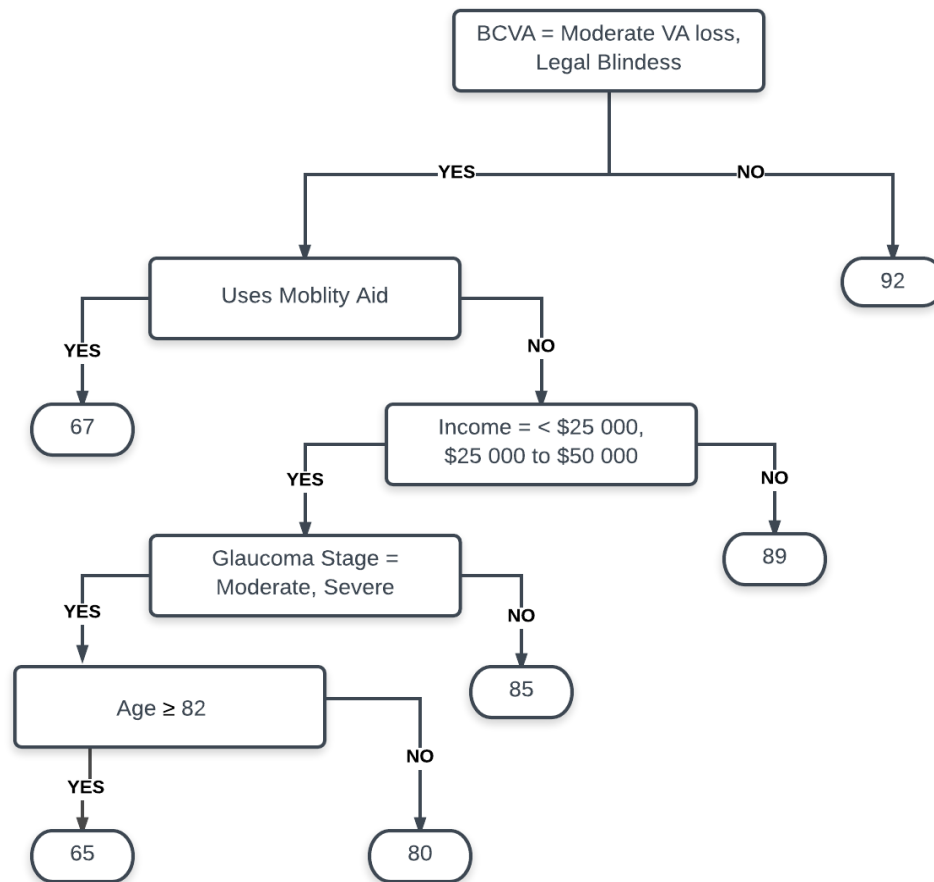 BCVA = Moderate VA loss,
Legal Blindess
YES
NO
Uses Moblity Aid
92
YES
NO
67
Income = < $25 000,
$25 000 to $50 000
YES
NO
Glaucoma Stage =
Moderate, Severe
89
YES
NO
Age ≥ 82
85
NO
YES
65
80